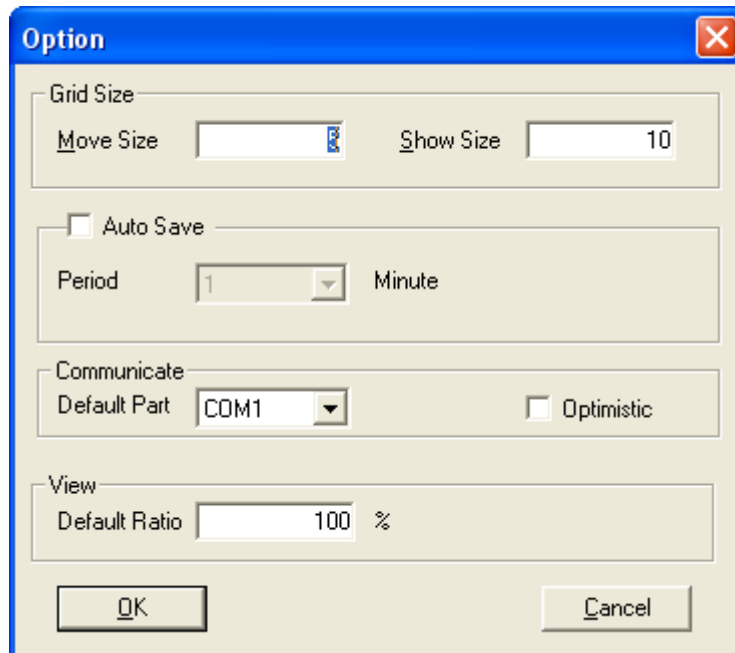 Option
Grid Size
Move Size Show Size 10
Auto Save
Period 1 Minute
Communicate
Default Part COM1 Optimistic
View
Default Ratio 100 %
OK Cancel